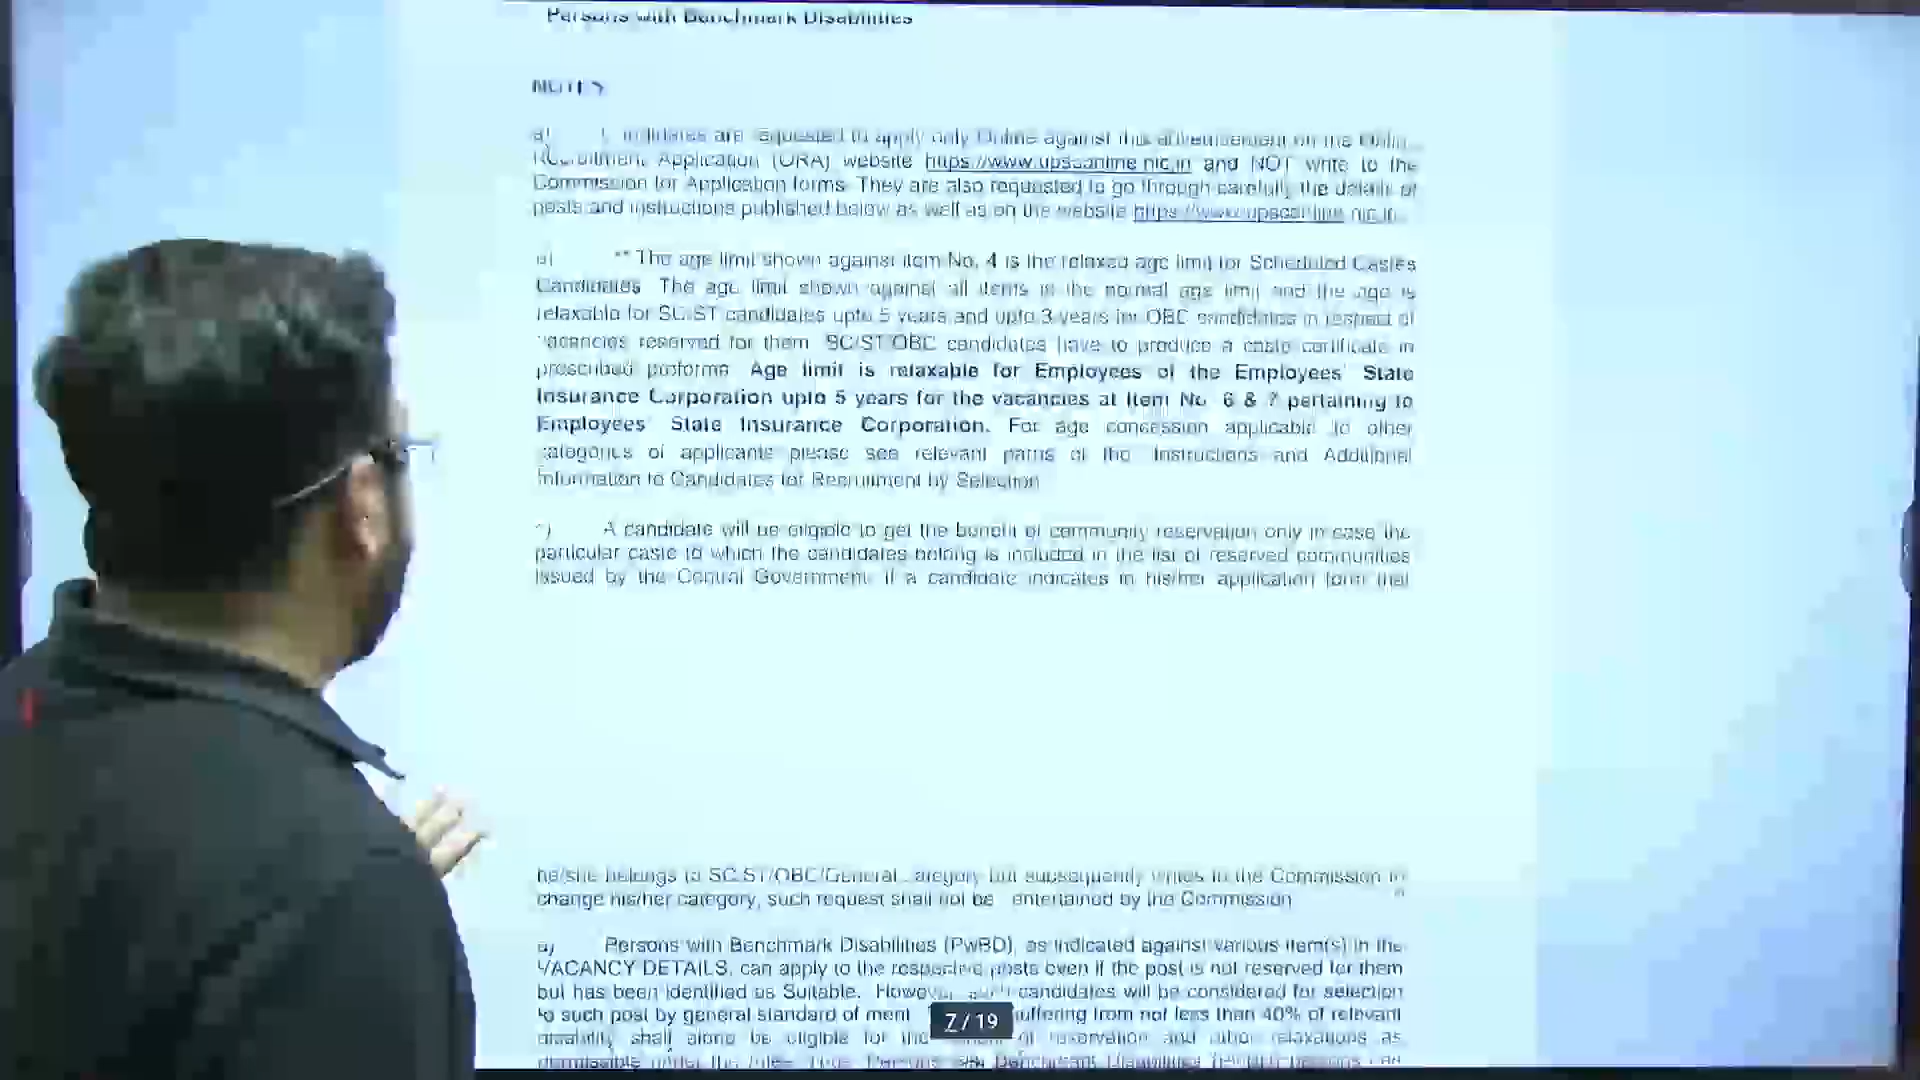 Persons with Benchmark Disabilities
NOTES
a) Candidates are requested to apply only Online against this advertisement on the Online
Recruitment Application (ORA) website https://www.upsconline.nic.in and NOT write to the
Commission for Application forms. They are also requested to go through carefully the details of
posts and instructions published below as well as on the website https://www.upsconline.nic.in.
** The age limit shown against item No. 4 is the relaxed age limit for Scheduled Castes
Candidates. The age limit shown against all items is the normal age limit and the age is
relaxable for SC/ST candidates upto 5 years and upto 3 years for OBC candidates in respect of
vacancies reserved for them. SC/ST/OBC candidates have to produce a caste certificate in
prescribed proforma. Age limit is relaxable for Employees of the Employees' State
Insurance Corporation upto 5 years for the vacancies at Item No. 6 & 7 pertaining to
Employees' State Insurance Corporation. For age concession applicable to other
categories of applicants please see relevant paras of the Instructions and Additional
Information to Candidates for Recruitment by Selection
A candidate will be eligible to get the benefit of community reservation only in case the
particular caste to which the candidates belong is included in the list of reserved communities
issued by the Central Government. If a candidate indicates in his/her application form that
he/she belongs to SC/ST/OBC/General category but subsequently writes to the Commission to
change his/her category, such request shall not be entertained by the Commission
Persons with Benchmark Disabilities (PwBD), as indicated against various item(s) in the
VACANCY DETAILS, can apply to the respective posts even if the post is not reserved for them
but has been identified as Suitable. However, such candidates will be considered for selection
to such post by general standard of merit suffering from not less than 40% of relevant
7 / 19
disability shall alone be eligible for the of reservation and other relaxations as
permissible under the rules. Thus, Persons with Benchmark Disabilities